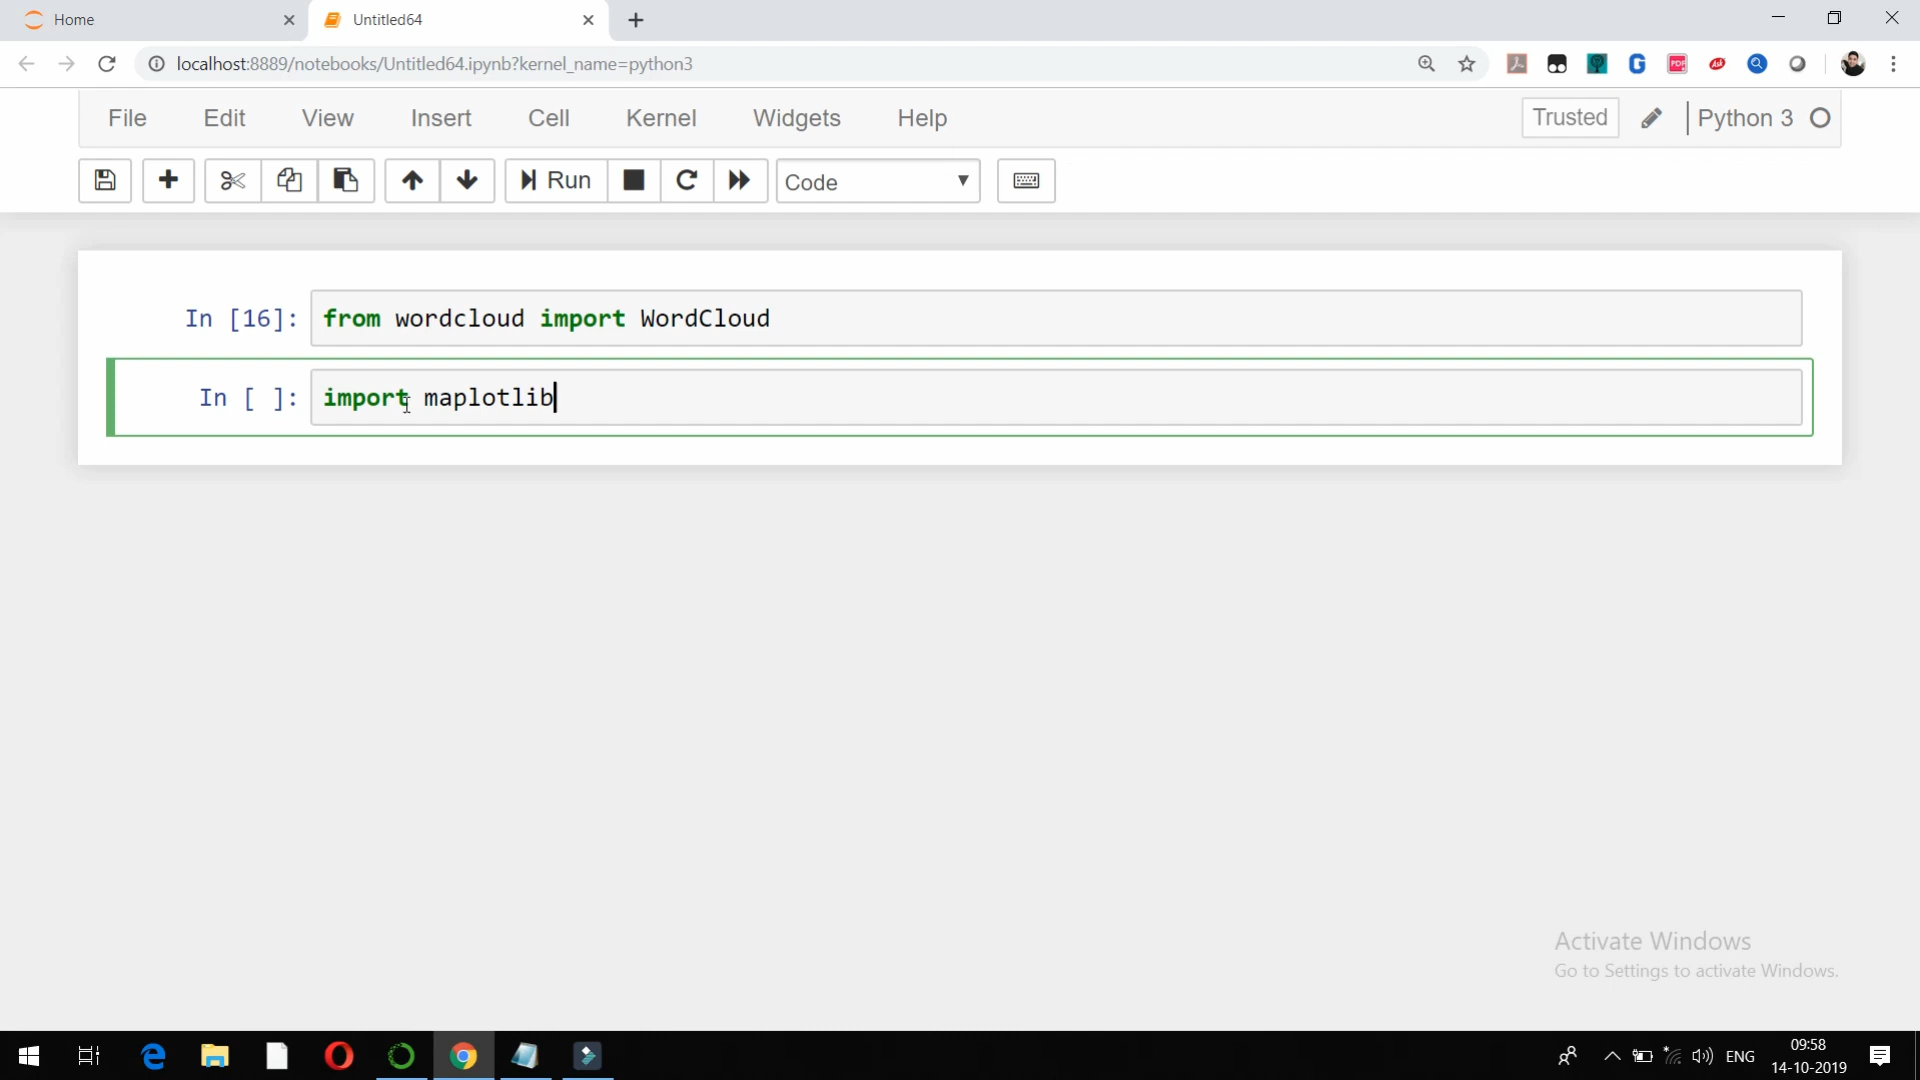 Home
Untitled64
localhost:8889/notebooks/Untitled64.ipynb?kernel_name=python3
File Edit View Insert Cell Kernel Widgets Help Trusted Python 3
Run Code
In [16]: from wordcloud import WordCloud
In [ ]: import maplotlib
Activate Windows
Go to Settings to activate Windows.
ENG
09:58
14-10-2019